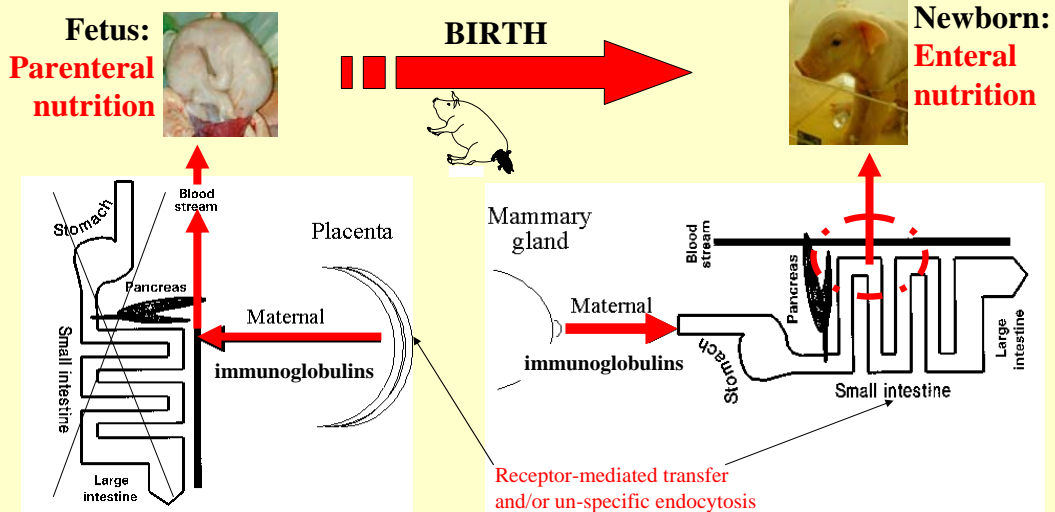 Fetus:
Parenteral
nutrition
BIRTH
Newborn:
Enteral
nutrition
Blood
stream
Stomach
Pancreas
Small intestine
Large
intestine
Placenta
Maternal
immunoglobulins
Mammary
gland
Maternal
immunoglobulins
Blood
stream
Pancreas
Stomach
Small intestine
Large
intestine
Receptor-mediated transfer
and/or un-specific endocytosis